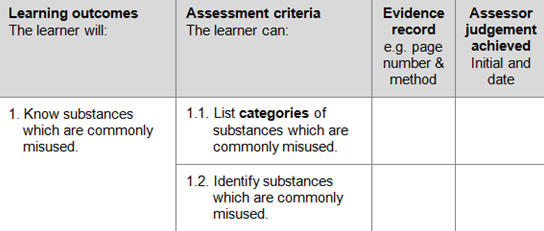 Learning outcomes
The learner will:
Assessment criteria
The learner can:
Evidence
record
e.g. page
number &
method
Assessor
judgement
achieved
Initial and
date
1. Know substances
which are commonly
misused.
1.1. List categories of
substances which are
commonly misused.
1.2. Identify substances
which are commonly
misused.